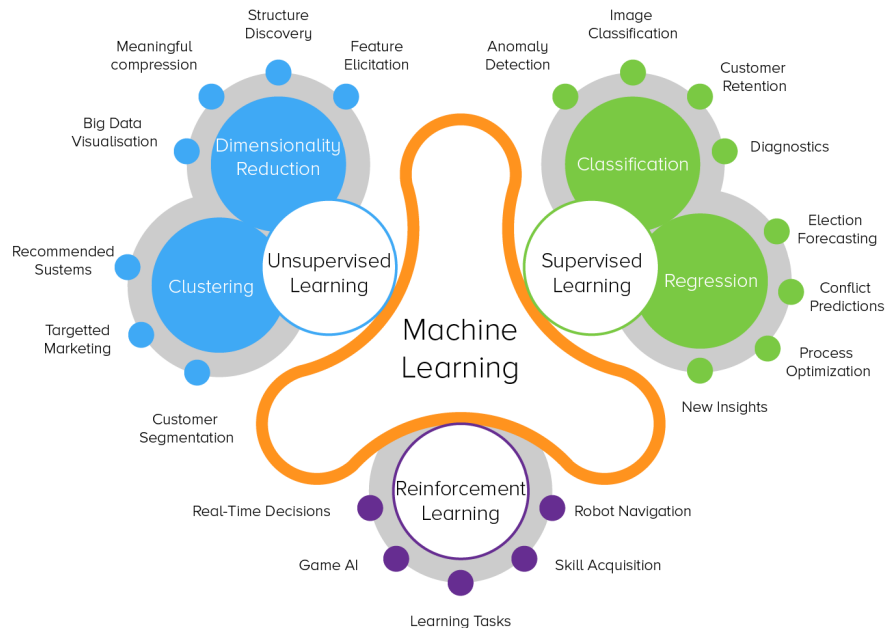 Structure
Discovery
Meaningful
compression
Feature
Elicitation
Big Data
Visualisation
Dimensionality
Reduction
Recommended
Sustems
Clustering
Targetted
Marketing
Customer
Segmentation
Unsupervised
Learning
Machine
Learning
Image
Classification
Anomaly
Detection
Customer
Retention
Classification
Diagnostics
Supervised
Learning
Regression
Election
Forecasting
Conflict
Predictions
Process
Optimization
New Insights
Reinforcement
Learning
Real-Time Decisions
Game AI
Learning Tasks
Skill Acquisition
Robot Navigation